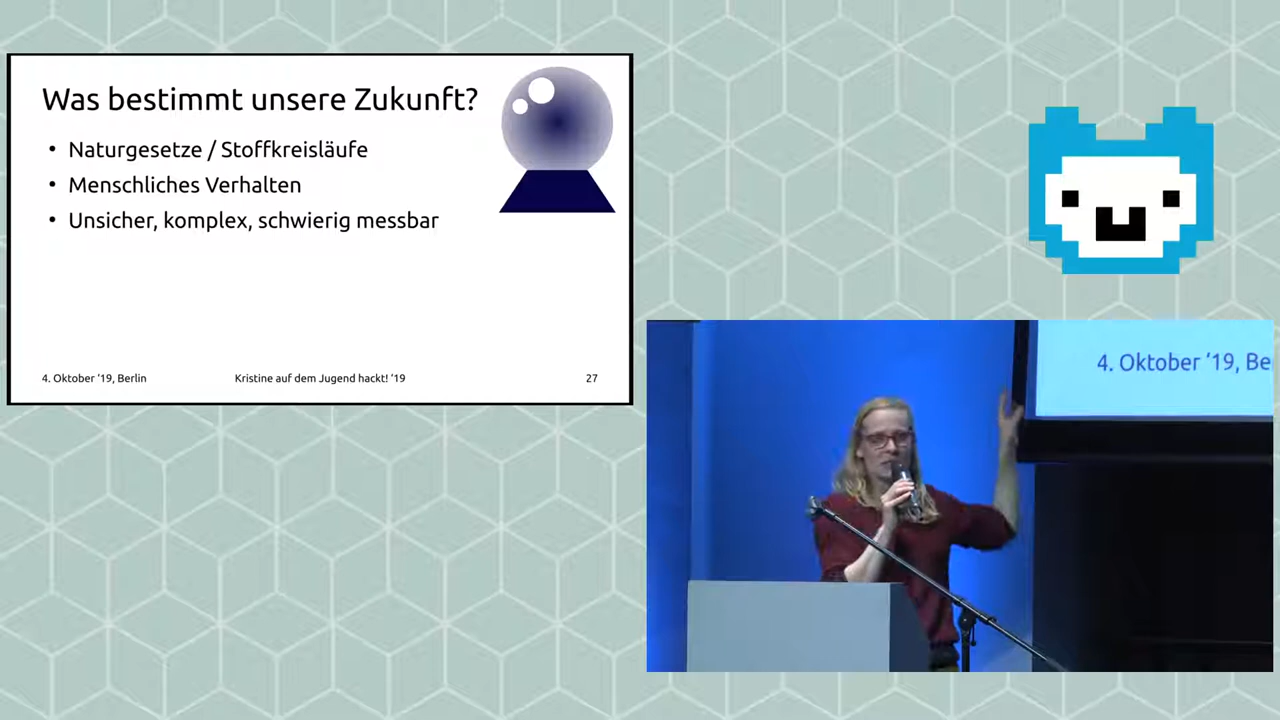 Was bestimmt unsere Zukunft?
• Naturgesetze / Stoffkreisläufe
• Menschliches Verhalten
• Unsicher, komplex, schwierig messbar
4. Oktober '19, Berlin Kristine auf dem Jugend hackt! '19 27
4. Oktober '19, Be